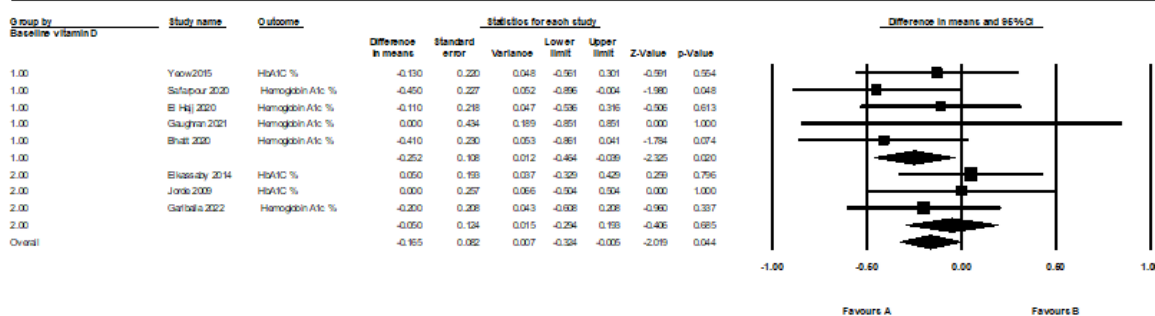 Group by Study name Outcome Statistics for each study Difference in means and 95%CI
Baseline vitamin D
Difference in means Standard error Variance Lower limit Upper limit Z-Value p-Value
1.00 Yeow2015 HbA1C % -0.130 0.220 0.048 -0.561 0.301 -0.591 0.554
1.00 Safarpour 2020 Hemoglobin A1c % -0.450 0.227 0.052 -0.896 -0.004 -1.980 0.048
1.00 El Hajj 2020 Hemoglobin A1c % -0.110 0.218 0.047 -0.536 0.316 -0.506 0.613
1.00 Gaughran 2021 Hemoglobin A1c % 0.000 0.434 0.189 -0.851 0.851 0.000 1.000
1.00 Bhatt 2020 Hemoglobin A1c % -0.410 0.230 0.053 -0.861 0.041 -1.784 0.074
1.00 -0.252 0.108 0.012 -0.464 -0.039 -2.325 0.020
2.00 Elkassaby 2014 HbA1C % 0.050 0.193 0.037 -0.329 0.429 0.259 0.796
2.00 Jorde 2009 HbA1C % 0.000 0.257 0.066 -0.504 0.504 0.000 1.000
2.00 Gariballa 2022 Hemoglobin A1c % -0.200 0.208 0.043 -0.608 0.208 -0.960 0.337
2.00 -0.050 0.124 0.015 -0.294 0.193 -0.406 0.685
Overall -0.165 0.082 0.007 -0.324 -0.005 -2.019 0.044
-1.00 -0.50 0.00 0.50 1.0
Favours A Favours B